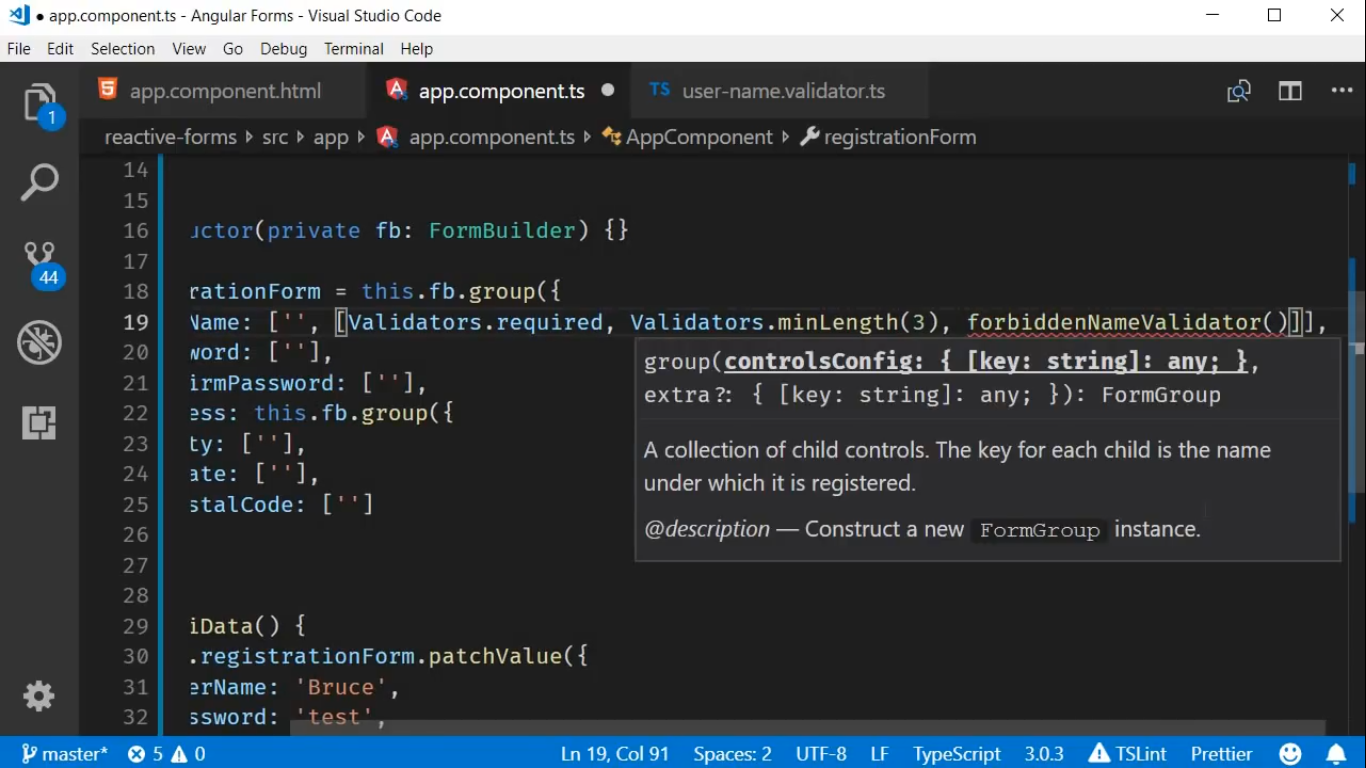 ● app.component.ts - Angular Forms - Visual Studio Code
File Edit Selection View Go Debug Terminal Help
app.component.html app.component.ts TS user-name.validator.ts
reactive-forms src app app.component.ts AppComponent registrationForm
1
44
14
15
16 uctor(private fb: FormBuilder) {}
17
18 rationForm = this.fb.group({
19 Name: ['', [Validators.required, Validators.minLength(3), forbiddenNameValidator()]],
20 word: [''],
21 irmPassword: [''],
22 ess: this.fb.group({
23 ty: [''],
24 ate: [''],
25 stalCode: ['']
26
27
28
29 iData() {
30 .registrationForm.patchValue({
31 erName: 'Bruce',
32 ssword: 'test',
group(controlsConfig: { [key: string]: any; },
extra?: { [key: string]: any; }): FormGroup
A collection of child controls. The key for each child is the name
under which it is registered.
@description — Construct a new FormGroup instance.
master* 5 0 Ln 19, Col 91 Spaces: 2 UTF-8 LF TypeScript 3.0.3 TSLint Prettier